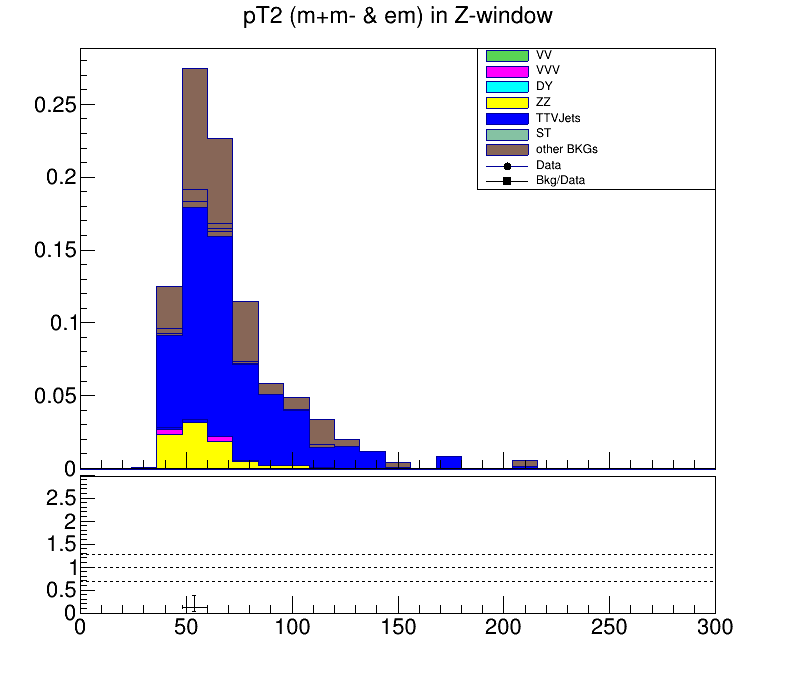 pT2 (m+m- & em) in Z-window
VV
VVV
DY
ZZ
TTVJets
ST
other BKGs
Data
Bkg/Data
0.25
0.2
0.15
0.1
0.05
0
2.5
2
1.5
1
0.5
0
0 50 100 150 200 250 300